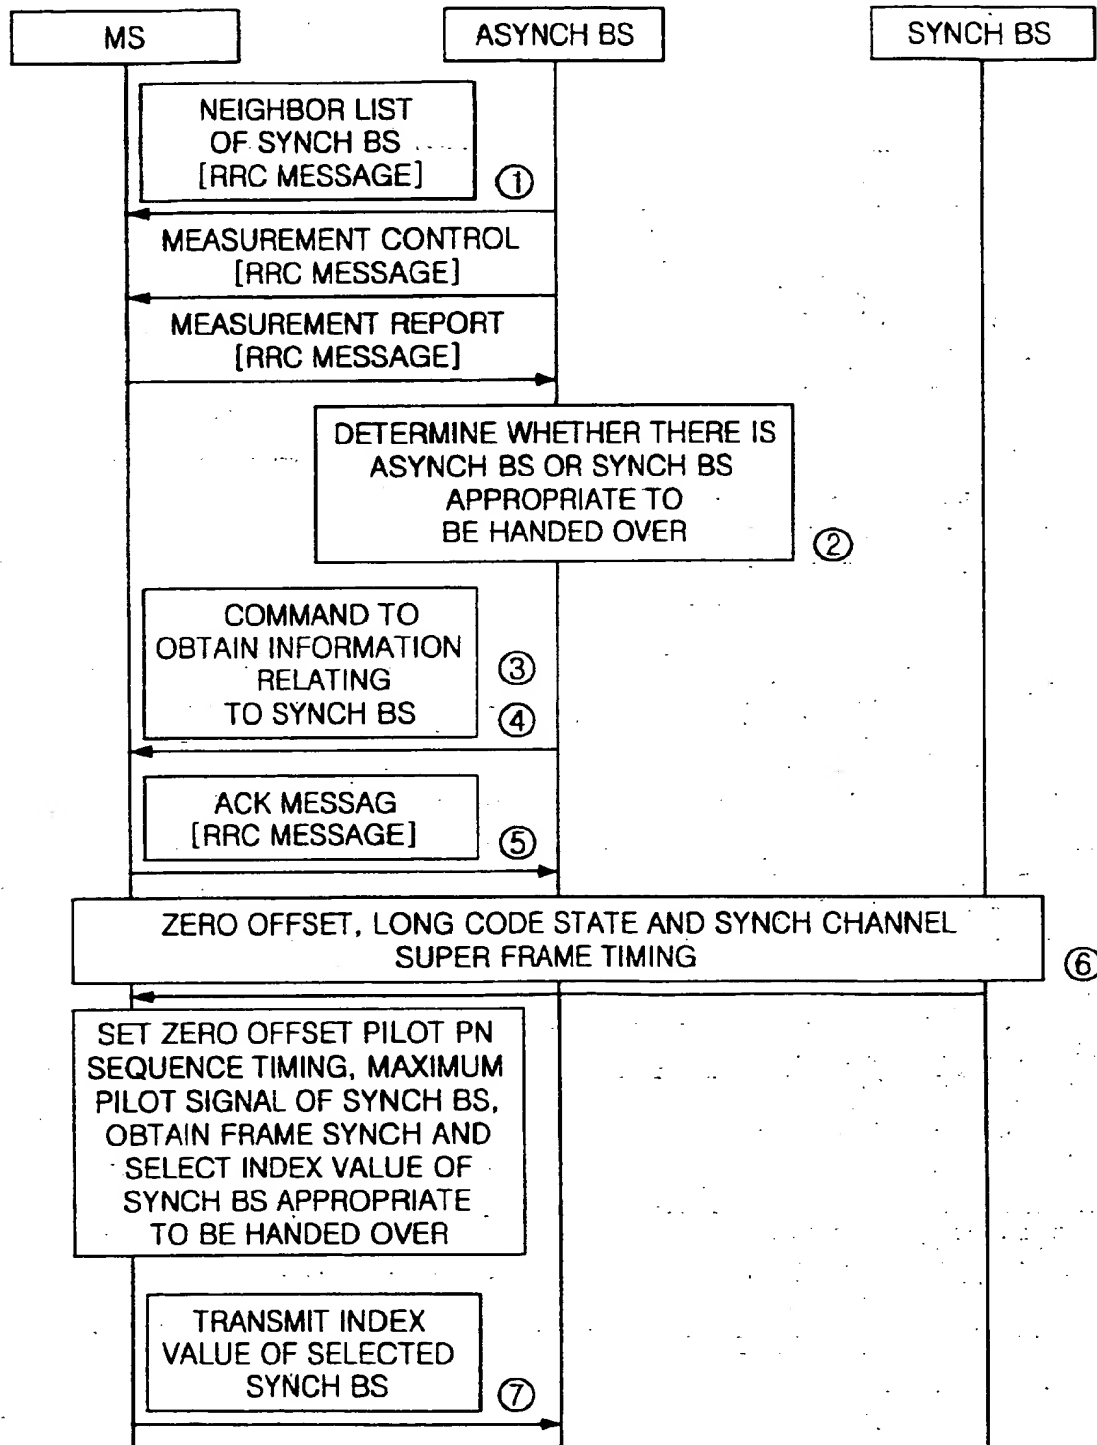 MS
ASYNCH BS
SYNCH BS
NEIGHBOR LIST
OF SYNCH BS
[RRC MESSAGE]
①
MEASUREMENT CONTROL
[RRC MESSAGE]
MEASUREMENT REPORT
[RRC MESSAGE]
DETERMINE WHETHER THERE IS
ASYNCH BS OR SYNCH BS
APPROPRIATE TO
BE HANDED OVER
②
COMMAND TO
OBTAIN INFORMATION
RELATING
TO SYNCH BS
③
④
ACK MESSAG
[RRC MESSAGE]
⑤
ZERO OFFSET, LONG CODE STATE AND SYNCH CHANNEL
SUPER FRAME TIMING
⑥
SET ZERO OFFSET PILOT PN
SEQUENCE TIMING, MAXIMUM
PILOT SIGNAL OF SYNCH BS,
OBTAIN FRAME SYNCH AND
SELECT INDEX VALUE OF
SYNCH BS APPROPRIATE
TO BE HANDED OVER
TRANSMIT INDEX
VALUE OF SELECTED
SYNCH BS
⑦